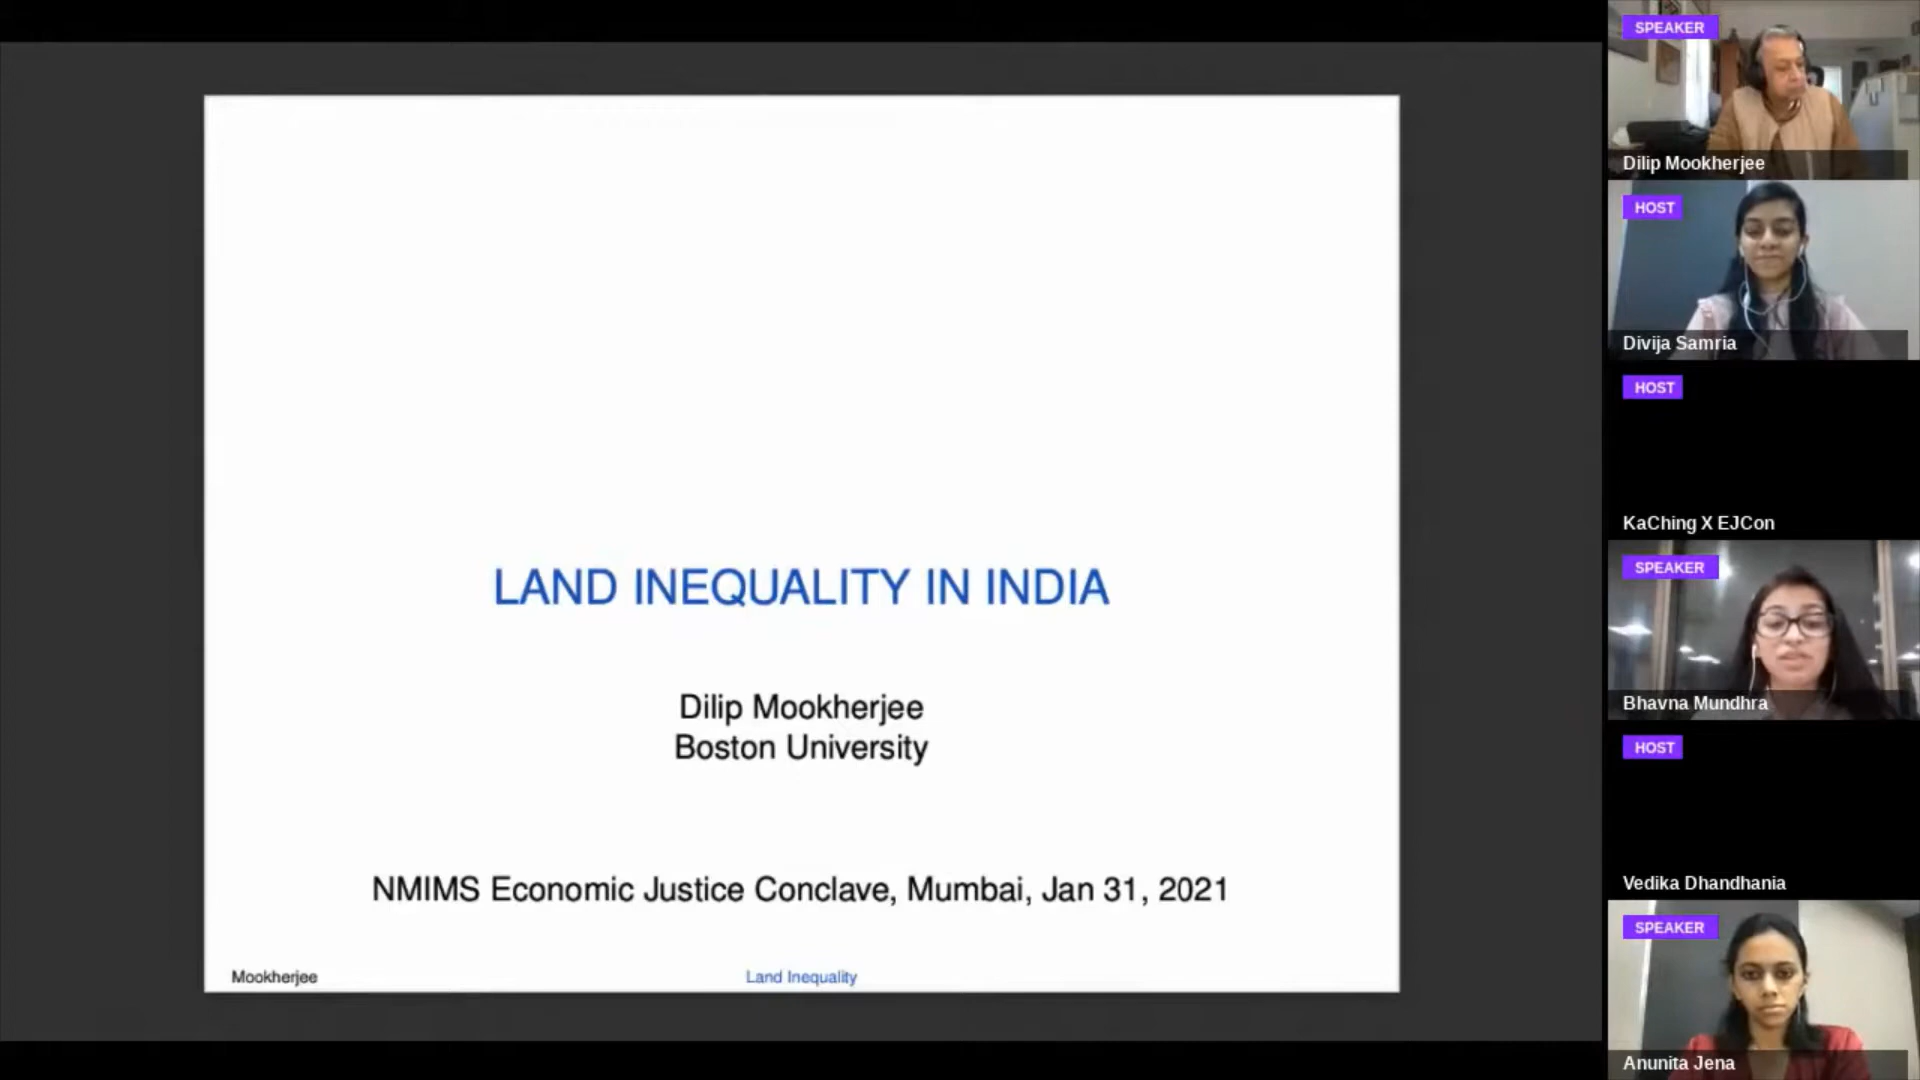 LAND INEQUALITY IN INDIA
Dilip Mookherjee
Boston University
NMIMS Economic Justice Conclave, Mumbai, Jan 31, 2021
Mookherjee
Land Inequality
SPEAKER
Dilip Mookherjee
HOST
Divija Samria
HOST
KaChing X EJCon
SPEAKER
Bhavna Mundhra
HOST
Vedika Dhandhania
SPEAKER
Anunita Jena